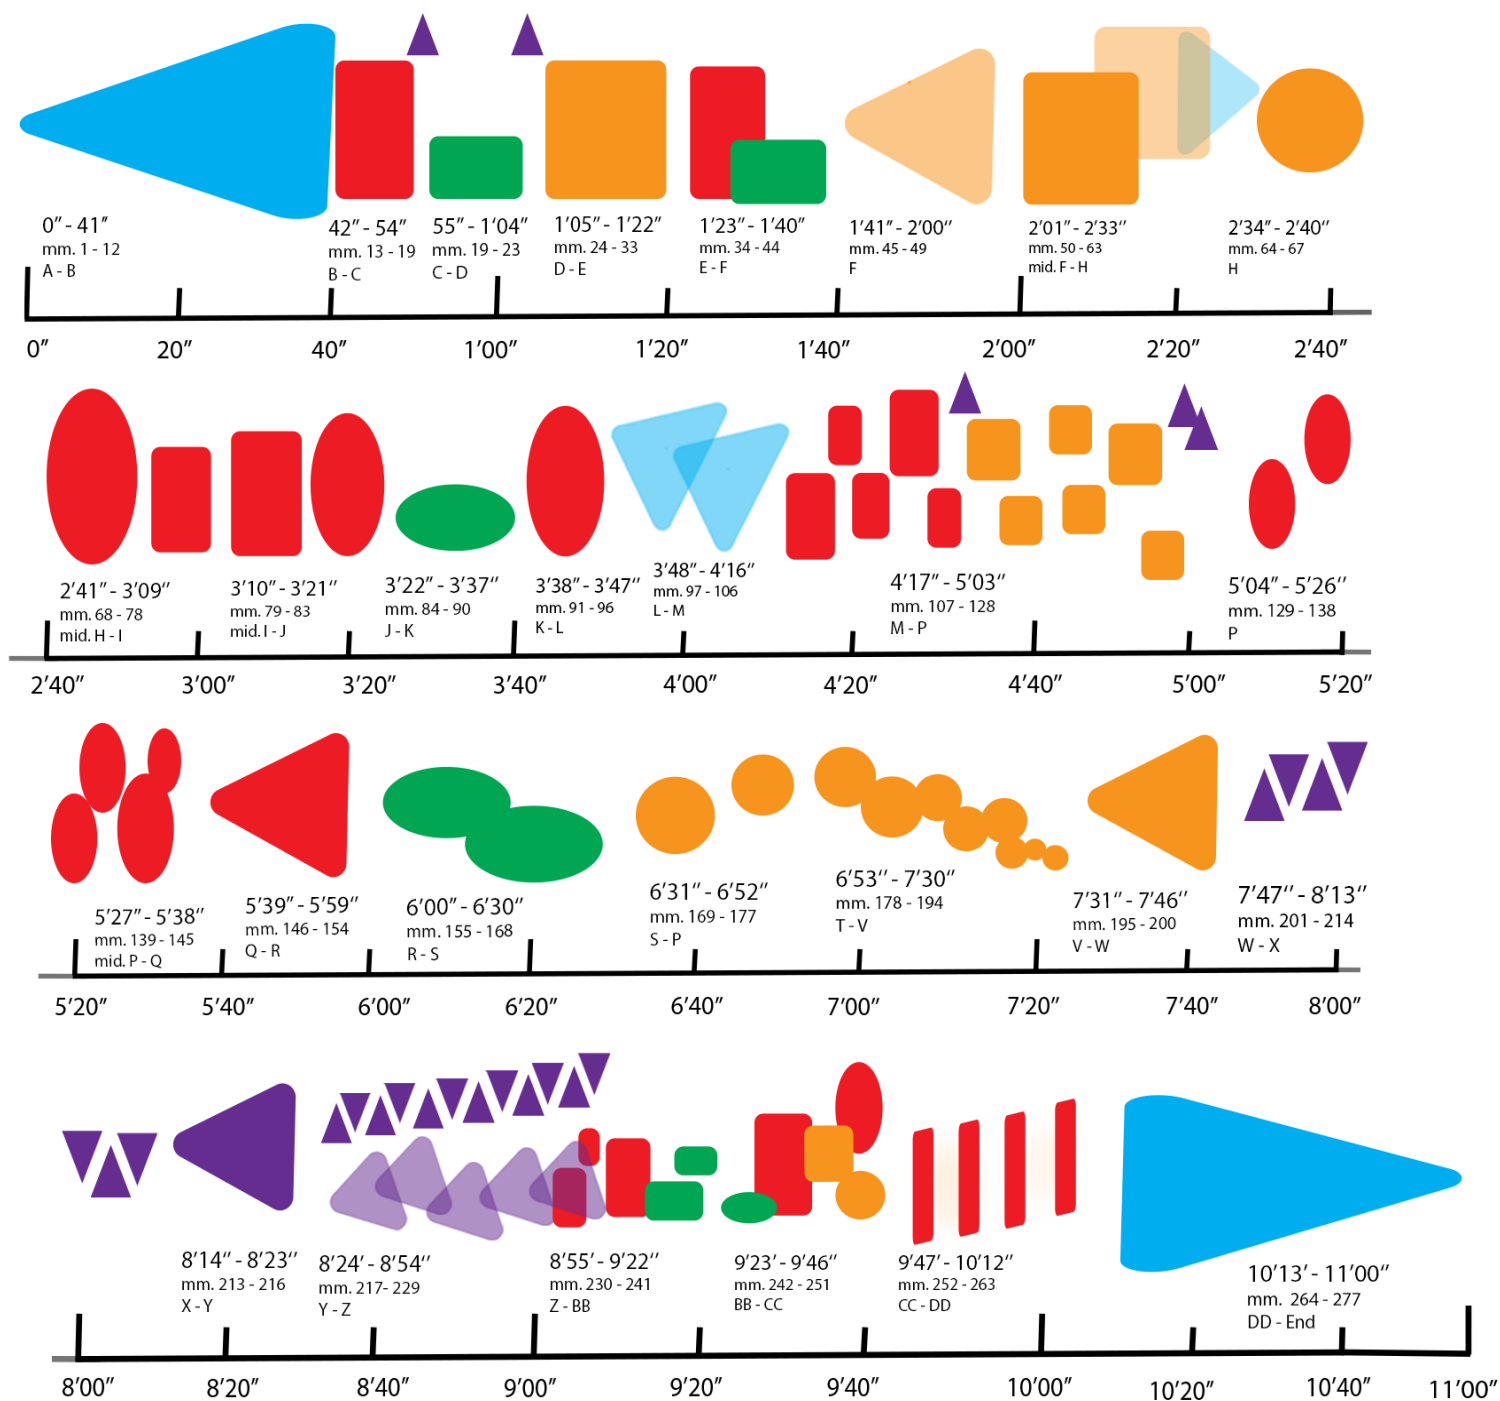 0″ - 41″
mm. 1 - 12
A - B
42″ - 54″
mm. 13 - 19
B - C
55″ - 1′04″
mm. 19 - 23
C - D
1′05″ - 1′22″
mm. 24 - 33
D - E
1′23″ - 1′40″
mm. 34 - 44
E - F
1′41″ - 2′00″
mm. 45 - 49
F
2′01″ - 2′33″
mm. 50 - 63
mid. F - H
2′34″ - 2′40″
mm. 64 - 67
H
0″ 20″ 40″ 1′00″ 1′20″ 1′40″ 2′00″ 2′20″ 2′40″
2′41″ - 3′09″
mm. 68 - 78
mid. H - I
3′10″ - 3′21″
mm. 79 - 83
mid. I - J
3′22″ - 3′37″
mm. 84 - 90
J - K
3′38″ - 3′47″
mm. 91 - 96
K - L
3′48″ - 4′16″
mm. 97 - 106
L - M
4′17″ - 5′03″
mm. 107 - 128
M - P
5′04″ - 5′26″
mm. 129 - 138
P
2′40″ 3′00″ 3′20″ 3′40″ 4′00″ 4′20″ 4′40″ 5′00″ 5′20″
5′27″ - 5′38″
mm. 139 - 145
mid. P - Q
5′39″ - 5′59″
mm. 146 - 154
Q - R
6′00″ - 6′30″
mm. 155 - 168
R - S
6′31″ - 6′52″
mm. 169 - 177
S - P
6′53″ - 7′30″
mm. 178 - 194
T - V
7′31″ - 7′46″
mm. 195 - 200
V - W
7′47″ - 8′13″
mm. 201 - 214
W - X
5′20″ 5′40″ 6′00″ 6′20″ 6′40″ 7′00″ 7′20″ 7′40″ 8′00″
8′14″ - 8′23″
mm. 213 - 216
X - Y
8′24′ - 8′54″
mm. 217- 229
Y - Z
8′55′ - 9′22″
mm. 230 - 241
Z - BB
9′23′ - 9′46″
mm. 242 - 251
BB - CC
9′47′ - 10′12″
mm. 252 - 263
CC - DD
10′13′ - 11′00″
mm. 264 - 277
DD - End
8′00″ 8′20″ 8′40″ 9′00″ 9′20″ 9′40″ 10′00″ 10′20″ 10′40″ 11′00″